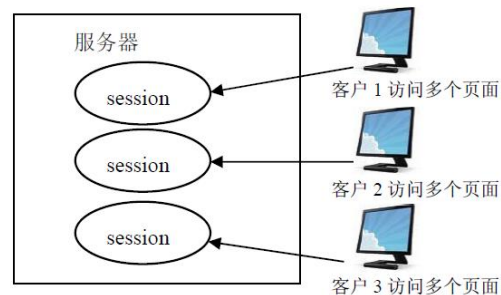 服务器
session
客户 1 访问多个页面
session
客户 2 访问多个页面
session
客户 3 访问多个页面